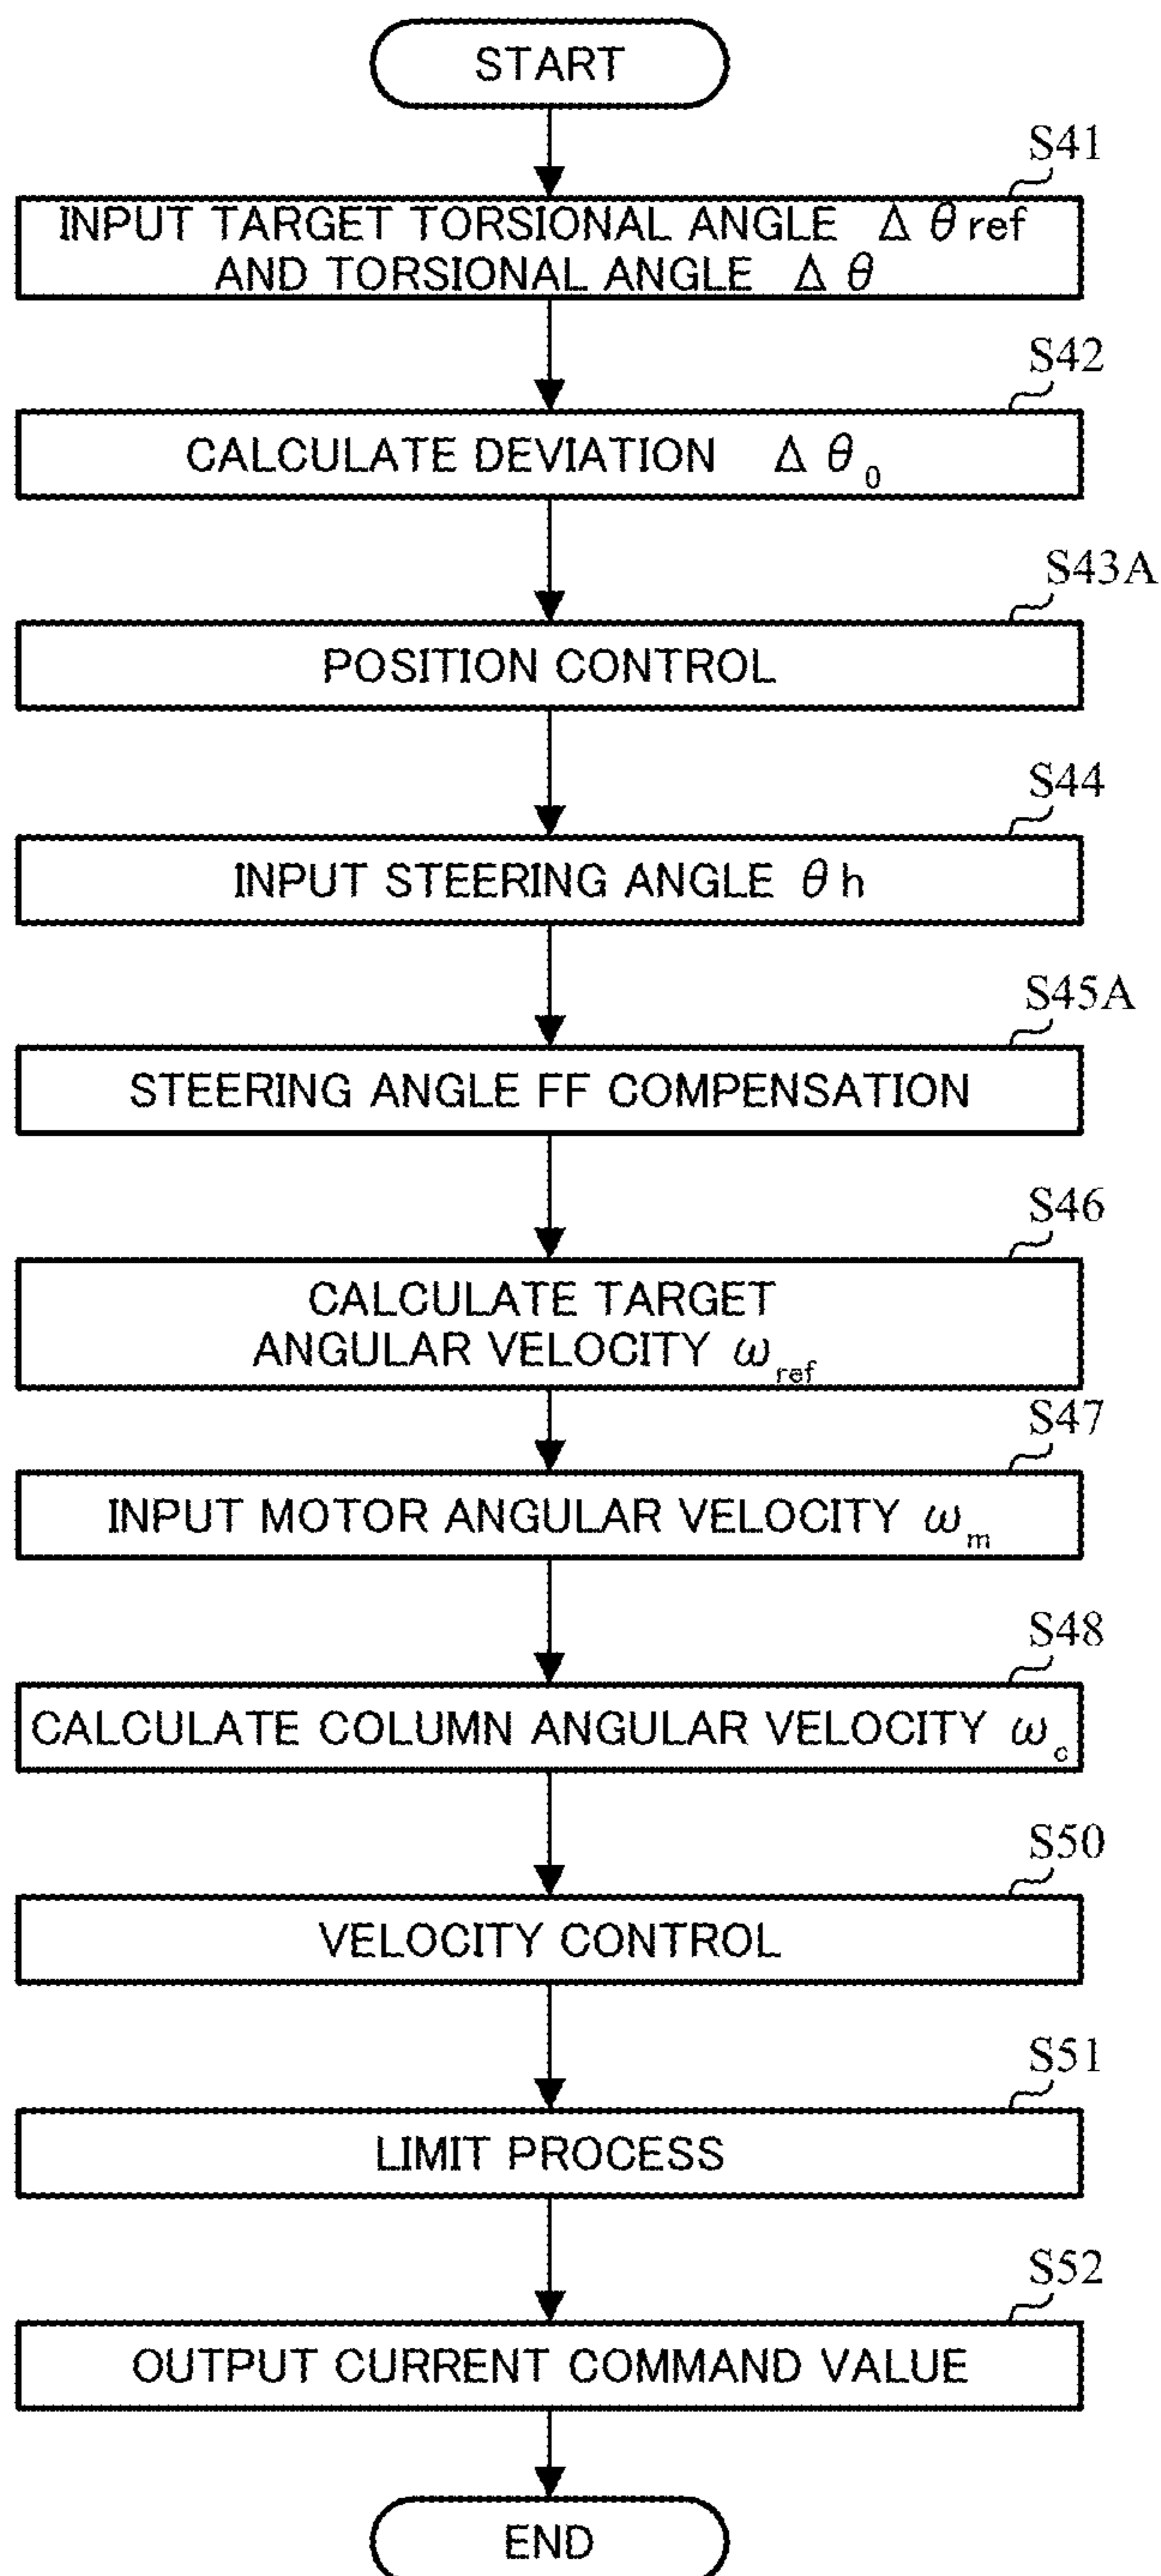 START
S41
INPUT TARGET TORSIONAL ANGLE Δθref
AND TORSIONAL ANGLE Δθ
S42
CALCULATE DEVIATION Δθ0
S43A
POSITION CONTROL
S44
INPUT STEERING ANGLE θh
S45A
STEERING ANGLE FF COMPENSATION
S46
CALCULATE TARGET
ANGULAR VELOCITY ωref
S47
INPUT MOTOR ANGULAR VELOCITY ωm
S48
CALCULATE COLUMN ANGULAR VELOCITY ωc
S50
VELOCITY CONTROL
S51
LIMIT PROCESS
S52
OUTPUT CURRENT COMMAND VALUE
END